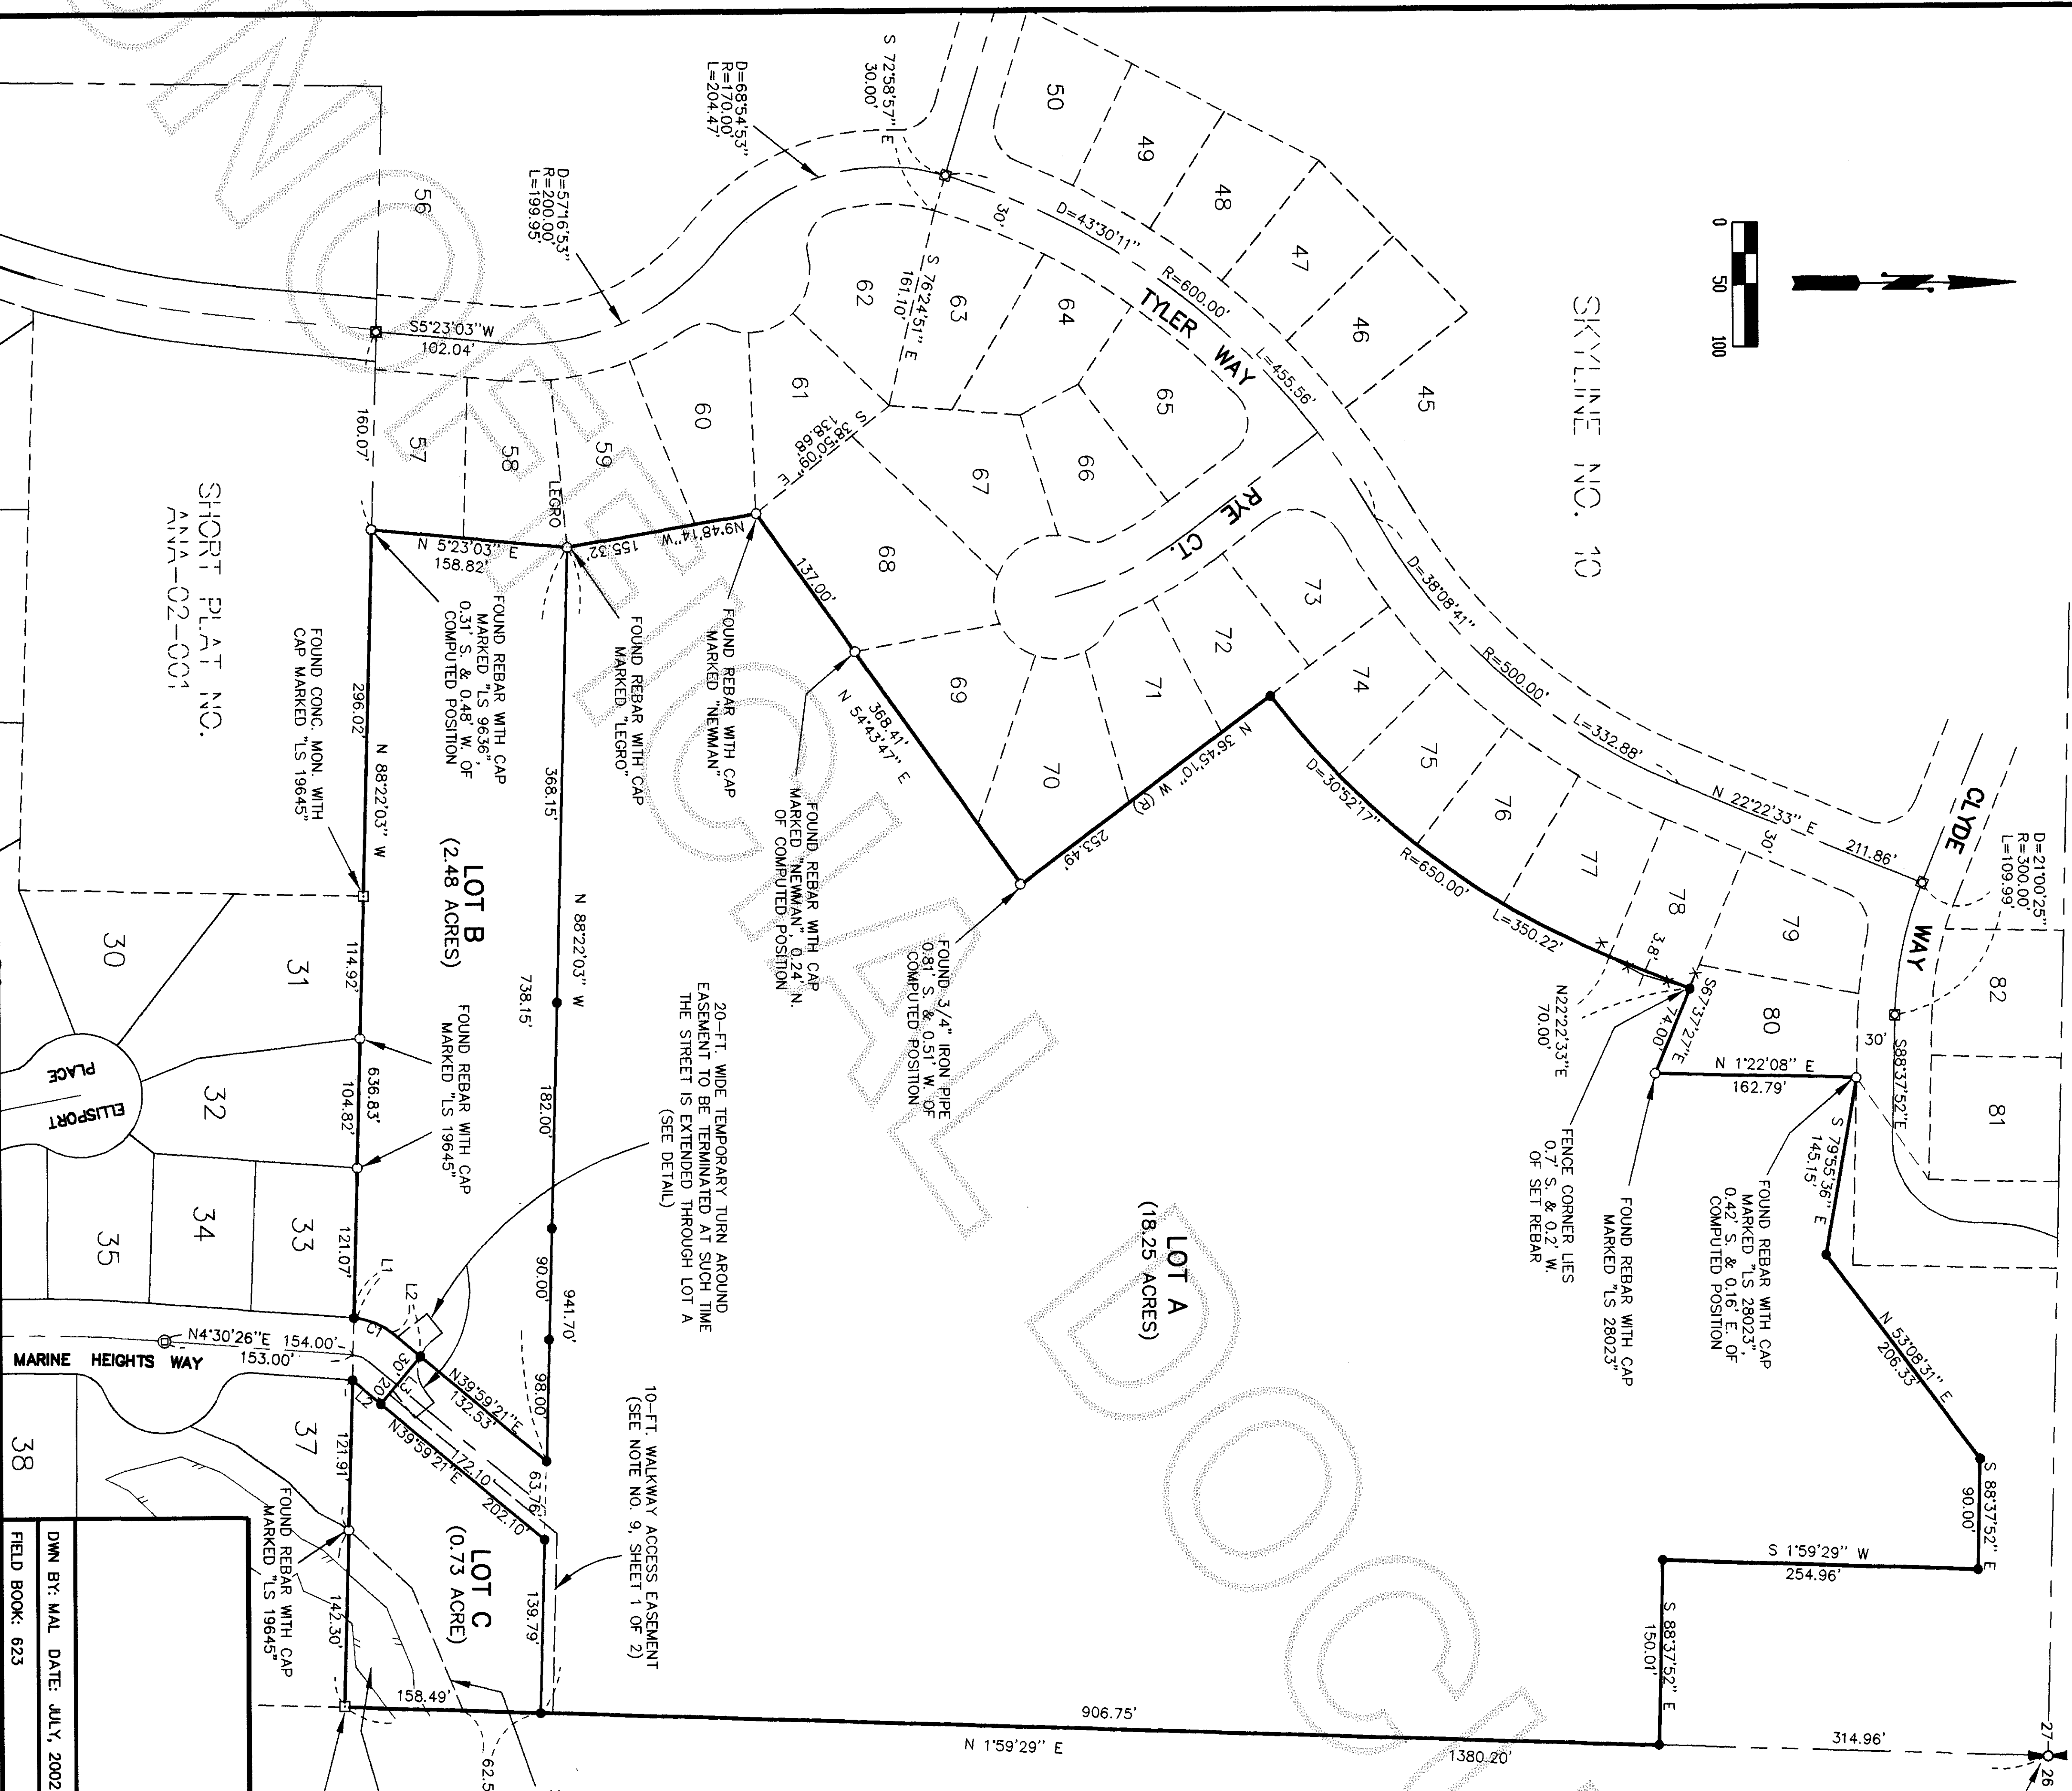 UNOFFICIAL DOCU
0
50
100
SKYLINE NO. 10
50
49
48
47
46
45
S 72°58'57" E
30.00'
D=68°54'53"
R=170.00'
L=204.47'
D=57°16'53"
R=200.00'
L=199.95'
D=43°30'11"
R=600.00'
L=455.56'
30'
TYLER WAY
S 76°24'51" E
161.10'
62
63
64
65
66
67
68
69
70
71
72
73
74
75
76
77
78
79
80
81
82
RYE CT.
D=38°08'41"
R=500.00'
L=332.88'
N 22°22'33" E
211.86'
30'
CLYDE WAY
D=21°00'25"
R=300.00'
L=109.99'
30'
S88°37'52"E
56
57
58
59
60
61
S5°23'03"W
102.04'
160.07'
LEGRO
S 38°50'09" E
138.68'
N 5°23'03" E
158.82'
N9°48'14"W
155.32'
137.00'
368.41'
N 54°43'47" E
N 36°45'10" W (R)
253.49'
D=30°52'17"
R=650.00'
L=350.22'
3.8'
S67°37'27"E
74.00'
N22°22'33"E
70.00'
N 1°22'08" E
162.79'
S 79°55'36" E
145.15'
N 53°08'31" E
206.33'
S 88°37'52" E
90.00'
S 1°59'29" W
254.96'
S 88°37'52" E
150.01'
27
26
314.96'
906.75'
N 1°59'29" E
1380.20'
FOUND REBAR WITH CAP
MARKED "LS 28023",
0.42' S. & 0.16' E. OF
COMPUTED POSITION
FOUND REBAR WITH CAP
MARKED "LS 28023"
FENCE CORNER LIES
0.7' S. & 0.2' W.
OF SET REBAR
LOT A
(18.25 ACRES)
FOUND 3/4" IRON PIPE
0.81' S. & 0.51' W. OF
COMPUTED POSITION
FOUND REBAR WITH CAP
MARKED "NEWMAN", 0.24' N.
OF COMPUTED POSITION
FOUND REBAR WITH CAP
MARKED "NEWMAN"
FOUND REBAR WITH CAP
MARKED "LEGRO"
FOUND REBAR WITH CAP
MARKED "LS 9636",
0.31' S. & 0.48' W. OF
COMPUTED POSITION
20-FT. WIDE TEMPORARY TURN AROUND
EASEMENT TO BE TERMINATED AT SUCH TIME
THE STREET IS EXTENDED THROUGH LOT A
(SEE DETAIL)
10-FT. WALKWAY ACCESS EASEMENT
(SEE NOTE NO. 9, SHEET 1 OF 2)
368.15'
N 88°22'03" W
738.15'
182.00'
90.00'
941.70'
98.00'
63.76'
139.79'
LOT B
(2.48 ACRES)
SHORT PLAT NO.
ANA-02-001
FOUND CONC. MON. WITH
CAP MARKED "LS 19645"
296.02'
N 88°22'03" W
114.92'
636.83'
104.82'
121.07'
FOUND REBAR WITH CAP
MARKED "LS 19645"
L1
L2
C1
30'
L3
20'
L2
N39°59'21"E
132.53'
172.10'
N39°59'21"E
202.10'
LOT C
(0.73 ACRE)
121.91'
142.30'
158.49'
62.5
FOUND REBAR WITH CAP
MARKED "LS 19645"
30
31
32
33
34
35
37
38
PLACE
ELLISPORT
N4°30'26"E
154.00'
153.00'
MARINE HEIGHTS WAY
DWN BY: MAL DATE: JULY, 2002
FIELD BOOK: 623